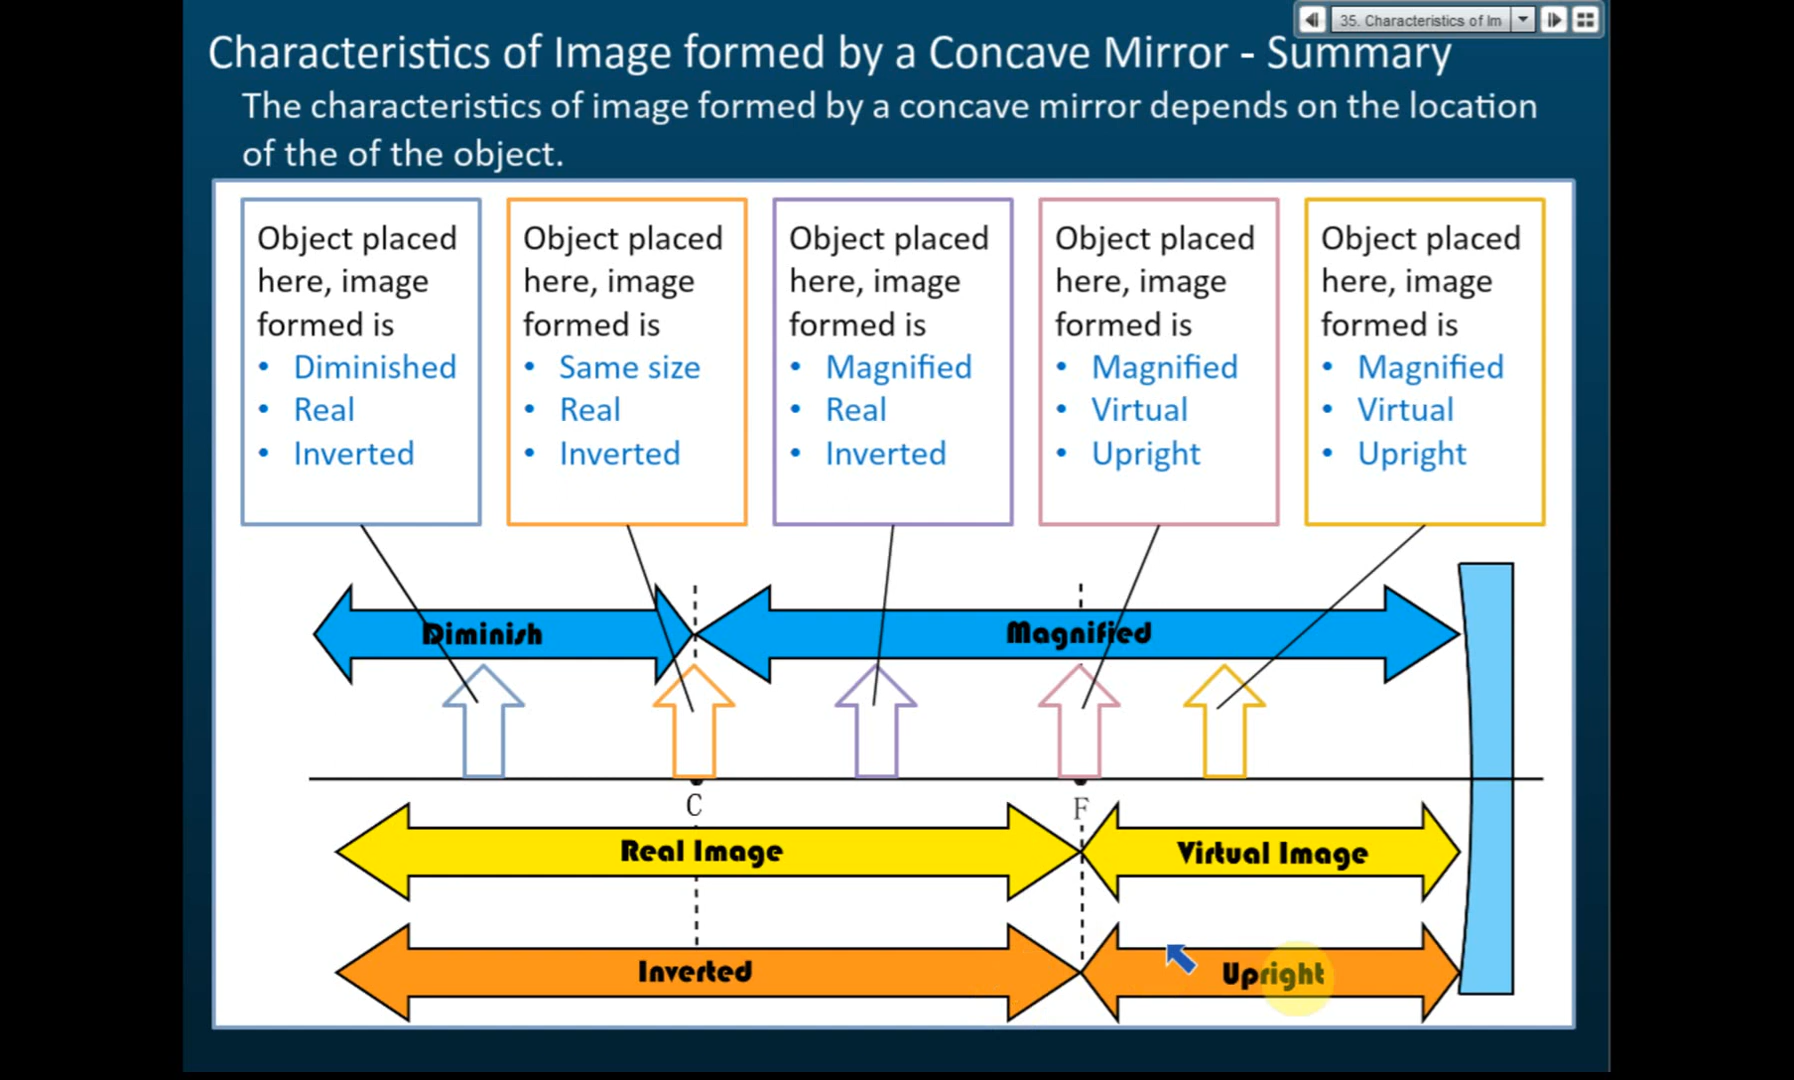 35. Characteristics of Im
Characteristics of Image formed by a Concave Mirror - Summary
The characteristics of image formed by a concave mirror depends on the location
of the of the object.
Object placed
here, image
formed is
• Diminished
• Real
• Inverted
Object placed
here, image
formed is
• Same size
• Real
• Inverted
Object placed
here, image
formed is
• Magnified
• Real
• Inverted
Object placed
here, image
formed is
• Magnified
• Virtual
• Upright
Object placed
here, image
formed is
• Magnified
• Virtual
• Upright
Diminish
Magnified
C
F
Real Image
Virtual Image
Inverted
Upright